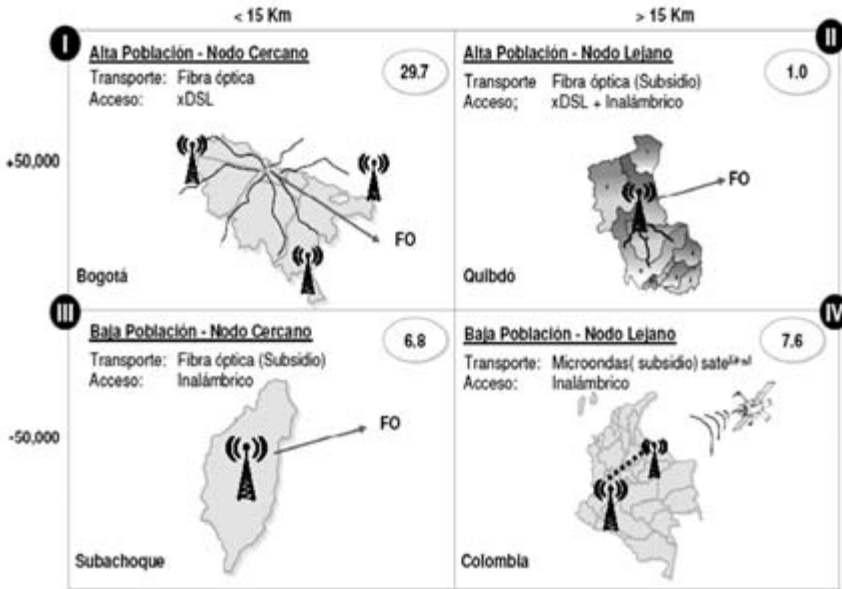 < 15 Km
> 15 Km
I
Alta Población - Nodo Cercano
29.7
Transporte: Fibra óptica
Acceso: xDSL
+50,000
FO
Bogotá
II
Alta Población - Nodo Lejano
1.0
Transporte Fibra óptica (Subsidio)
Acceso; xDSL + Inalámbrico
FO
Quibdó
III
Baja Población - Nodo Cercano
6.8
Transporte: Fibra óptica (Subsidio)
Acceso: Inalámbrico
-50,000
FO
Subachoque
IV
Baja Población - Nodo Lejano
7.6
Transporte: Microondas( subsidio)
Acceso: Inalámbrico
Colombia